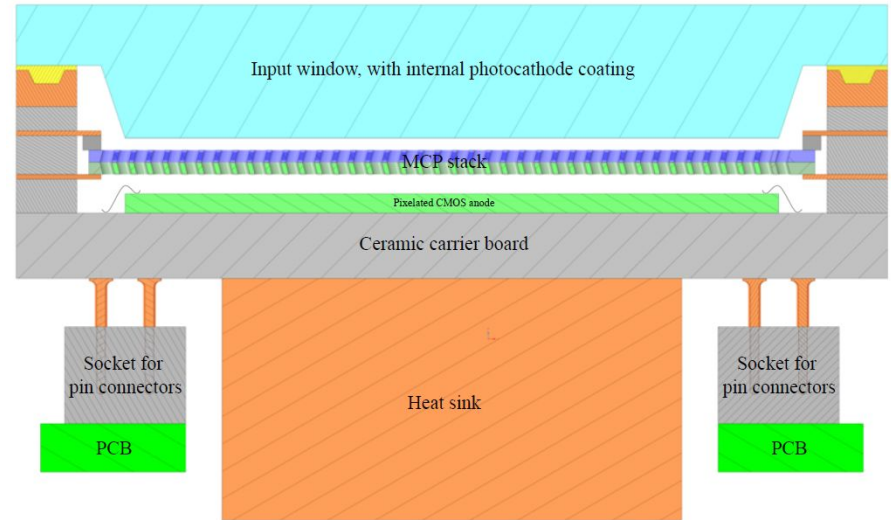 Input window, with internal photocathode coating
MCP stack
Pixelated CMOS anode
Ceramic carrier board
Socket for
pin connectors
Heat sink
Socket for
pin connectors
PCB
PCB